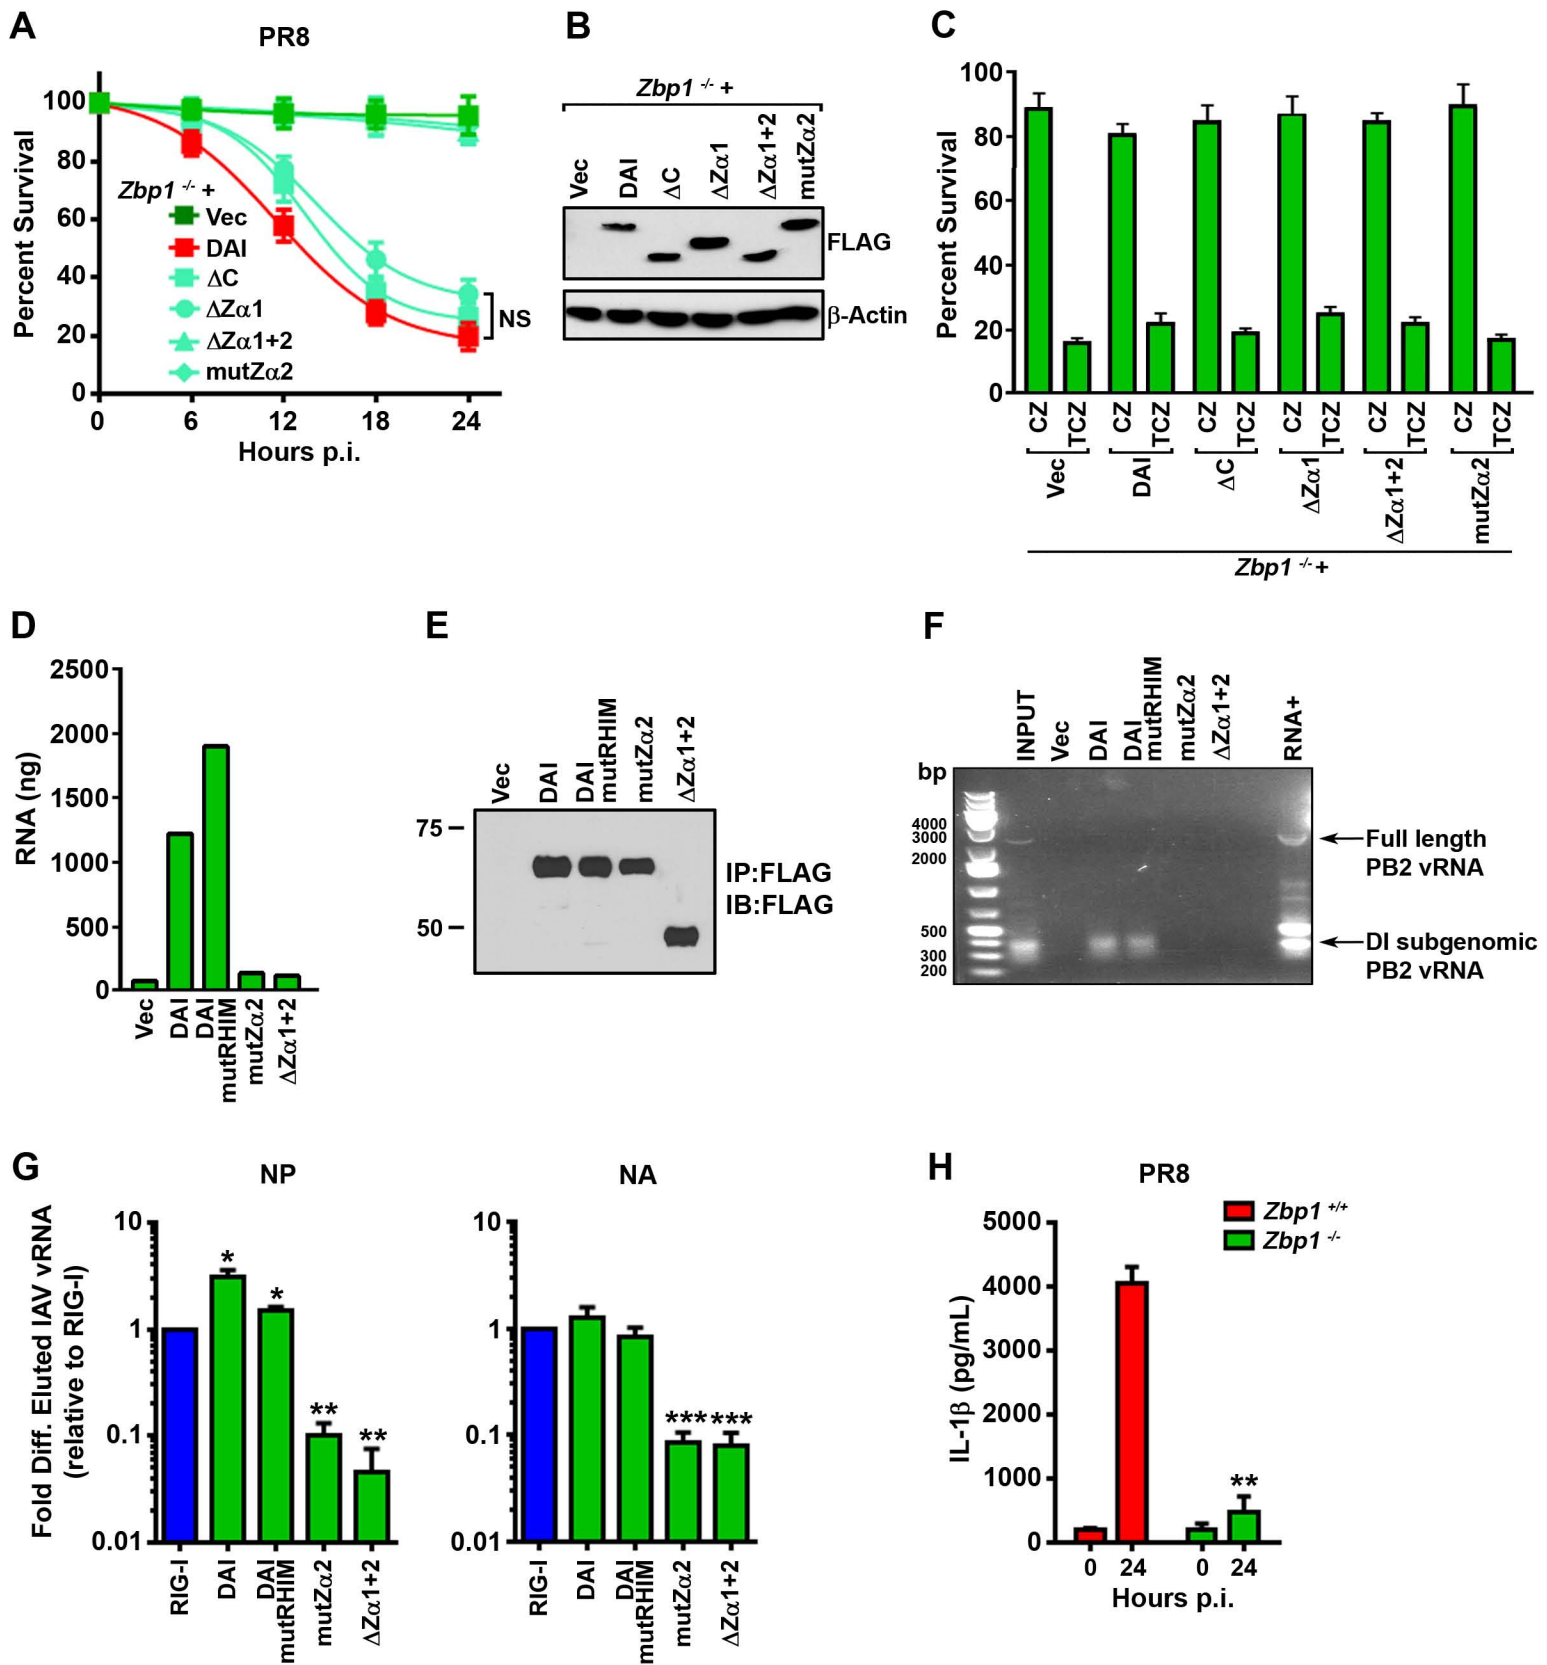 A
PR8
Percent Survival
100
80
60
40
20
0
0 6 12 18 24
Hours p.i.
Zbp1 -/- +
Vec
DAI
ΔC
ΔZα1
ΔZα1+2
mutZα2
NS
B
Zbp1 -/- +
Vec
DAI
ΔC
ΔZα1
ΔZα1+2
mutZα2
FLAG
β-Actin
C
Percent Survival
100
80
60
40
20
0
CZ TCZ CZ TCZ CZ TCZ CZ TCZ CZ TCZ CZ TCZ
Vec
DAI
ΔC
ΔZα1
ΔZα1+2
mutZα2
Zbp1 -/- +
D
RNA (ng)
2500
2000
1500
1000
500
0
Vec
DAI
DAI
mutRHIM
mutZα2
ΔZα1+2
E
Vec
DAI
DAI
mutRHIM
mutZα2
ΔZα1+2
75
50
IP:FLAG
IB:FLAG
F
INPUT
Vec
DAI
DAI
mutRHIM
mutZα2
ΔZα1+2
RNA+
bp
4000
3000
2000
500
300
200
Full length
PB2 vRNA
DI subgenomic
PB2 vRNA
G
Fold Diff. Eluted IAV vRNA
(relative to RIG-I)
NP
10
1
0.1
0.01
*
*
**
**
RIG-I
DAI
DAI
mutRHIM
mutZα2
ΔZα1+2
NA
10
1
0.1
0.01
***
***
RIG-I
DAI
DAI
mutRHIM
mutZα2
ΔZα1+2
H
PR8
Zbp1 +/+
Zbp1 -/-
IL-1β (pg/mL)
5000
4000
3000
2000
1000
0
**
0 24 0 24
Hours p.i.